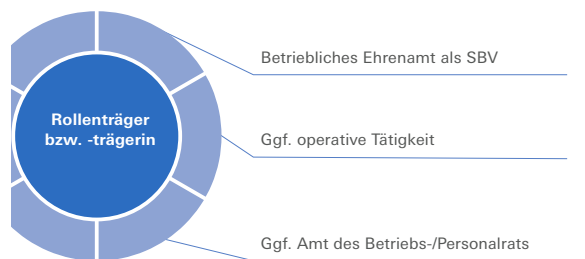 Betriebliches Ehrenamt als SBV
Rollenträger
bzw. -trägerin
Ggf. operative Tätigkeit
Ggf. Amt des Betriebs-/Personalrats